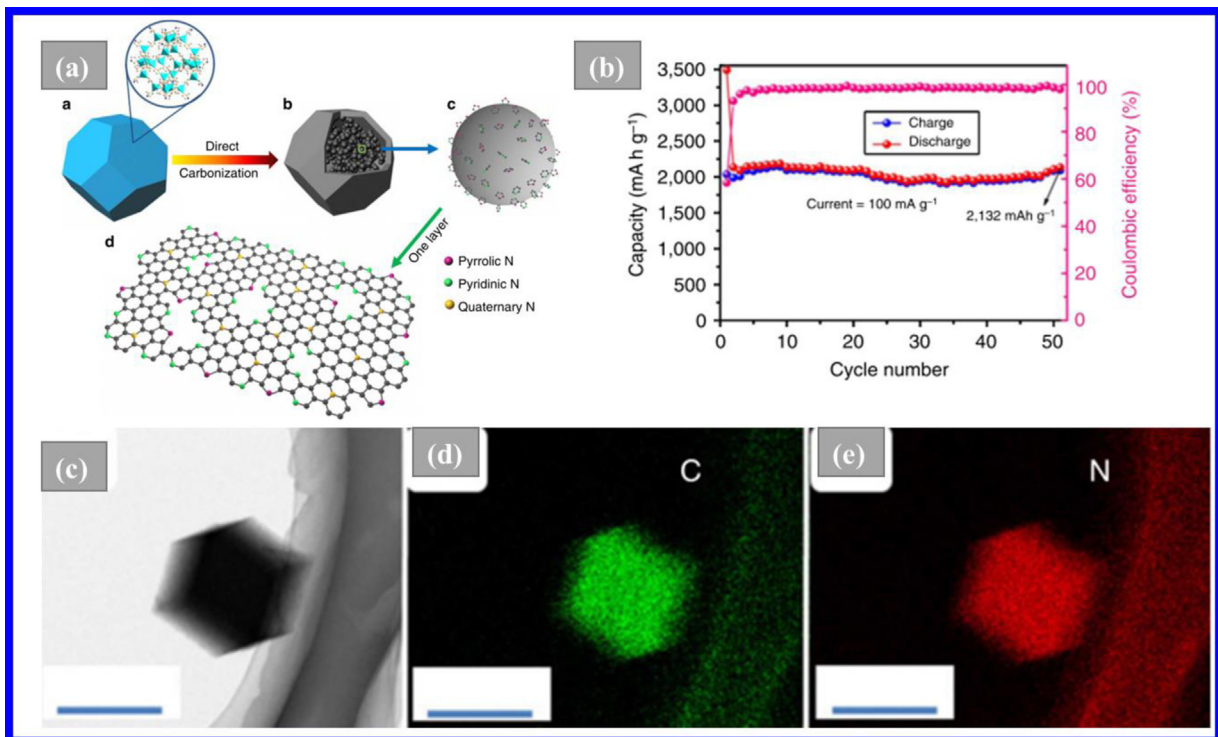 (a)
a
b
c
Direct
Carbonization
One layer
d
Pyrrolic N
Pyridinic N
Quaternary N
(b)
3,500
3,000
2,500
2,000
1,750
1,000
500
0
Capacity (mA h g⁻¹)
Charge
Discharge
Current = 100 mA g⁻¹
2,132 mAh g⁻¹
0
10
20
30
40
50
Cycle number
100
80
60
40
20
0
Coulombic efficiency (%)
(c)
(d)
C
(e)
N